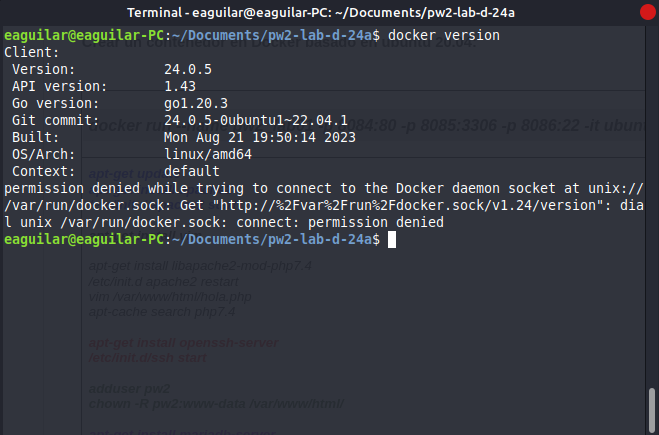 Terminal - eaguilar@eaguilar-PC: ~/Documents/pw2-lab-d-24a
eaguilar@eaguilar-PC:~/Documents/pw2-lab-d-24a$ docker version
Client:
 Version:           24.0.5
 API version:       1.43
 Go version:        go1.20.3
 Git commit:        24.0.5-0ubuntu1~22.04.1
 Built:             Mon Aug 21 19:50:14 2023
 OS/Arch:           linux/amd64
 Context:           default
permission denied while trying to connect to the Docker daemon socket at unix://
/var/run/docker.sock: Get "http://%2Fvar%2Frun%2Fdocker.sock/v1.24/version": dia
l unix /var/run/docker.sock: connect: permission denied
eaguilar@eaguilar-PC:~/Documents/pw2-lab-d-24a$
apt-get install libapache2-mod-php7.4
/etc/init.d apache2 restart
vim /var/www/html/hola.php
apt-cache search php7.4
apt-get install openssh-server
/etc/init.d/ssh start
adduser pw2
chown -R pw2:www-data /var/www/html/
apt-get install mariadb-server